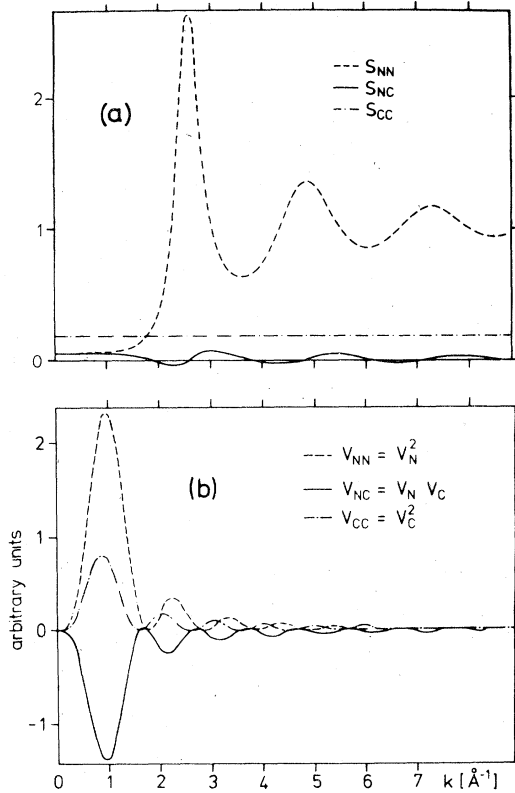 2
1
0
(a)
--- S_NN
— S_NC
-·- S_CC
2
1
0
-1
arbitrary units
(b)
--- V_NN = V_N^2
— V_NC = V_N V_C
-·- V_CC = V_C^2
0 1 2 3 4 5 6 7 k [Å⁻¹]